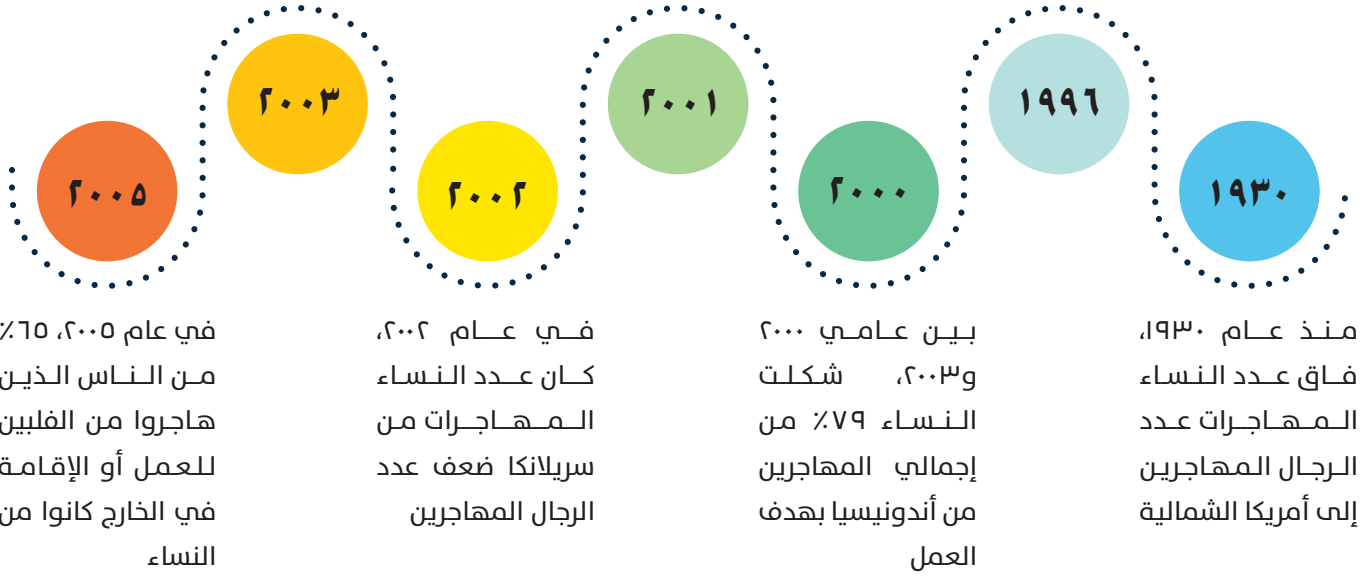 ١٩٣٠
١٩٩٦
٢٠٠٠
٢٠٠١
٢٠٠٢
٢٠٠٣
٢٠٠٥
منذ عام ١٩٣٠،
فاق عدد النساء
المهاجرات عدد
الرجال المهاجرين
إلى أمريكا الشمالية
بين عامي ٢٠٠٠
و٢٠٠٣، شكلت
النساء ٧٩٪ من
إجمالي المهاجرين
من أندونيسيا بهدف
العمل
في عام ٢٠٠٢،
كان عدد النساء
المهاجرات من
سريلانكا ضعف عدد
الرجال المهاجرين
في عام ٢٠٠٥، ٦٥٪
من الناس الذين
هاجروا من الفلبين
للعمل أو الإقامة
في الخارج كانوا من
النساء